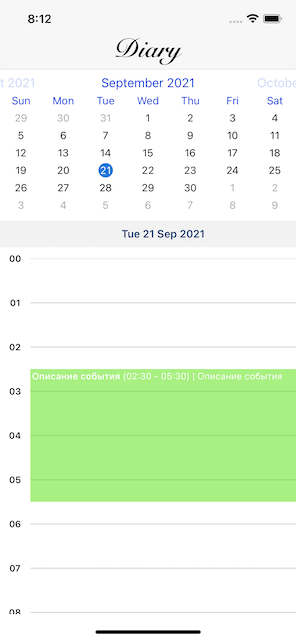 8:12
Diary
t 2021 September 2021 Octobe
Sun Mon Tue Wed Thu Fri Sat
29 30 31 1 2 3 4
5 6 7 8 9 10 11
12 13 14 15 16 17 18
19 20 21 22 23 24 25
26 27 28 29 30 1 2
3 4 5 6 7 8 9
Tue 21 Sep 2021
00
01
02
Описание события (02:30 - 05:30) | Описание события
03
04
05
06
07
08